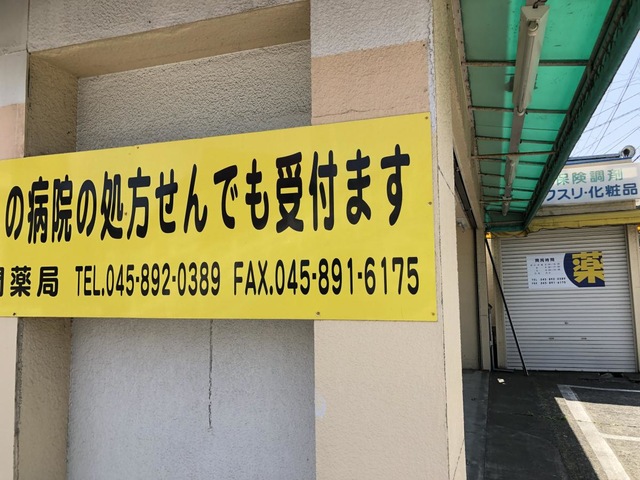 の病院の処方せんでも受付ます
薬局 TEL.045-892-0389 FAX.045-891-6175
保険調剤
クスリ・化粧品
薬